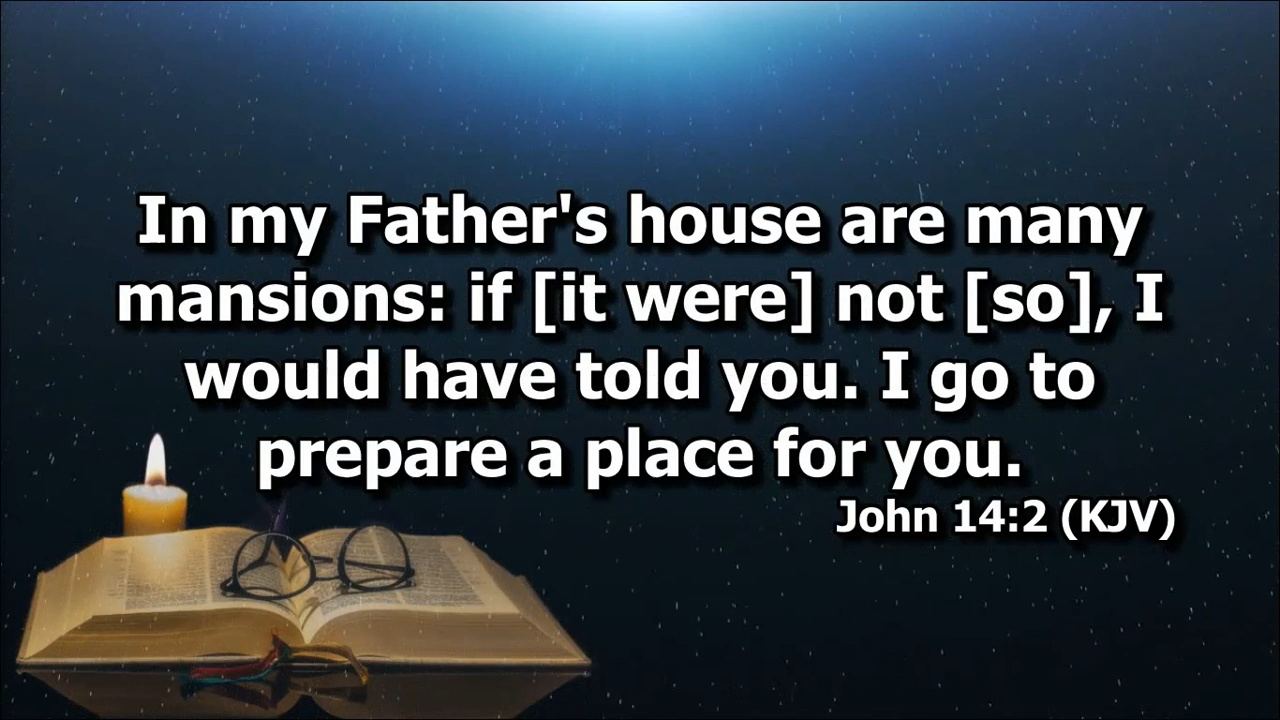 In my Father's house are many
mansions: if [it were] not [so], I
would have told you. I go to
prepare a place for you.
John 14:2 (KJV)